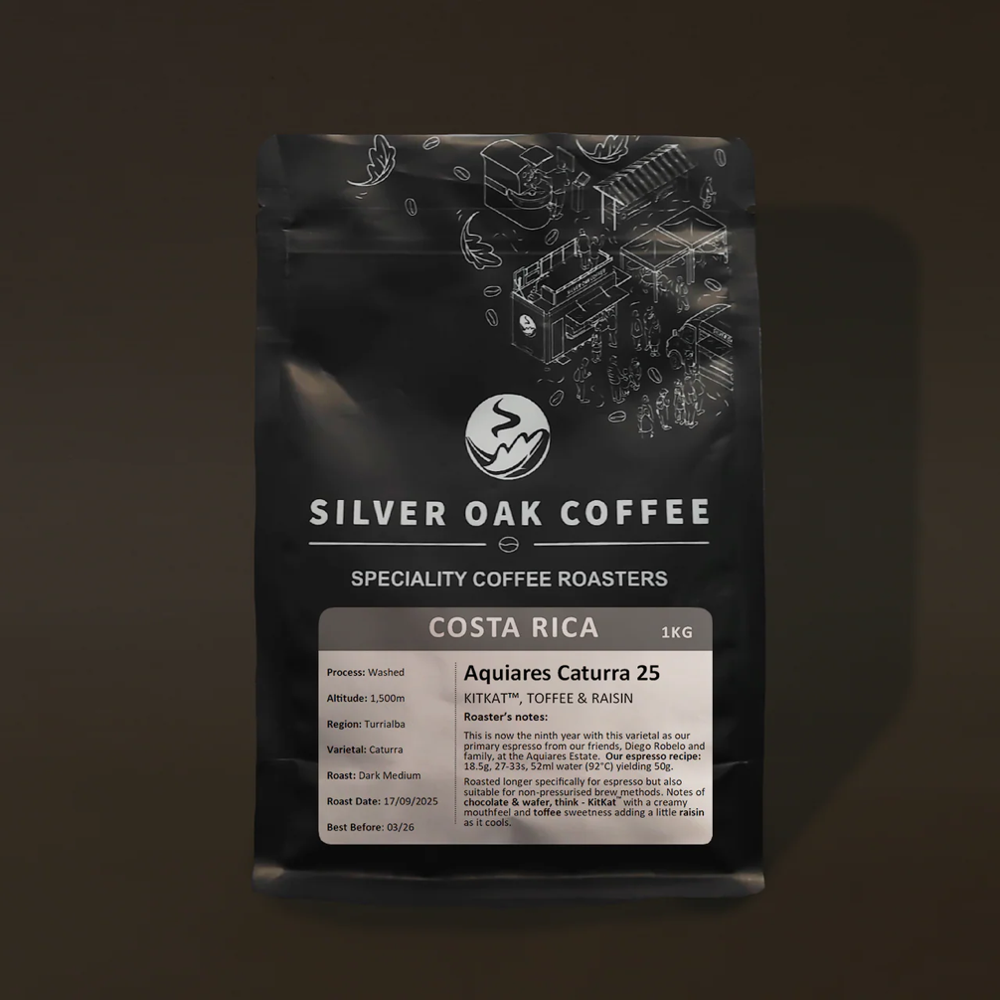 SILVER OAK COFFEE
SILVER OAK COFFEE
SPECIALITY COFFEE ROASTERS
COSTA RICA 1KG
Process: Washed
Altitude: 1,500m
Region: Turrialba
Varietal: Caturra
Roast: Dark Medium
Roast Date: 17/09/2025
Best Before: 03/26
Aquiares Caturra 25
KITKAT™, TOFFEE & RAISIN
Roaster's notes:
This is now the ninth year with this varietal as our
primary espresso from our friends, Diego Robelo and
family, at the Aquiares Estate. Our espresso recipe:
18.5g, 27-33s, 52ml water (92°C) yielding 50g.
Roasted longer specifically for espresso but also
suitable for non-pressurised brew methods. Notes of
chocolate & wafer, think - KitKat™ with a creamy
mouthfeel and toffee sweetness adding a little raisin
as it cools.